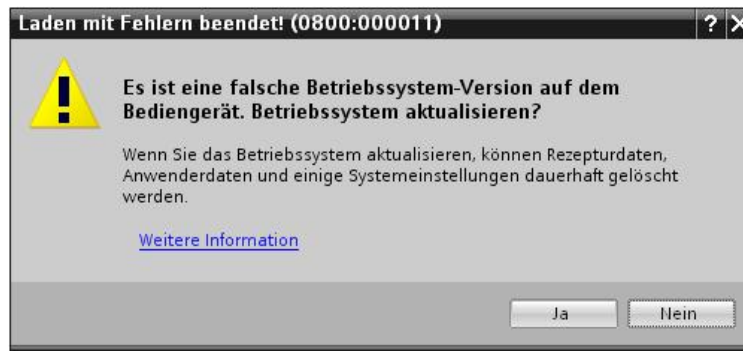 Laden mit Fehlern beendet! (0800:000011)
? X
Es ist eine falsche Betriebssystem-Version auf dem
Bediengerät. Betriebssystem aktualisieren?
Wenn Sie das Betriebssystem aktualisieren, können Rezepturdaten,
Anwenderdaten und einige Systemeinstellungen dauerhaft gelöscht
werden.
Weitere Information
Ja
Nein